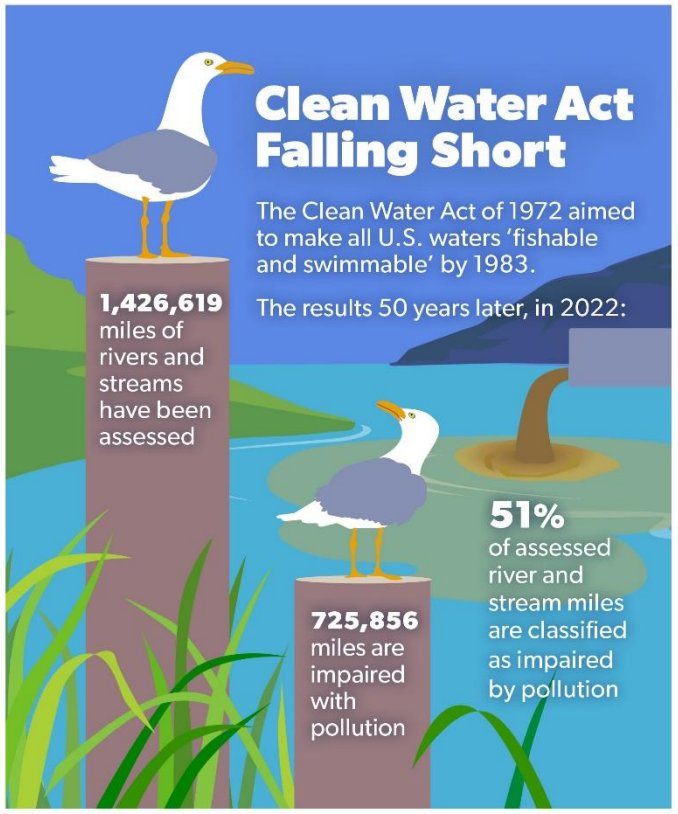 Clean Water Act
Falling Short
The Clean Water Act of 1972 aimed
to make all U.S. waters ‘fishable
and swimmable’ by 1983.
The results 50 years later, in 2022:
1,426,619
miles of
rivers and
streams
have been
assessed
725,856
miles are
impaired
with
pollution
51%
of assessed
river and
stream miles
are classified
as impaired
by pollution